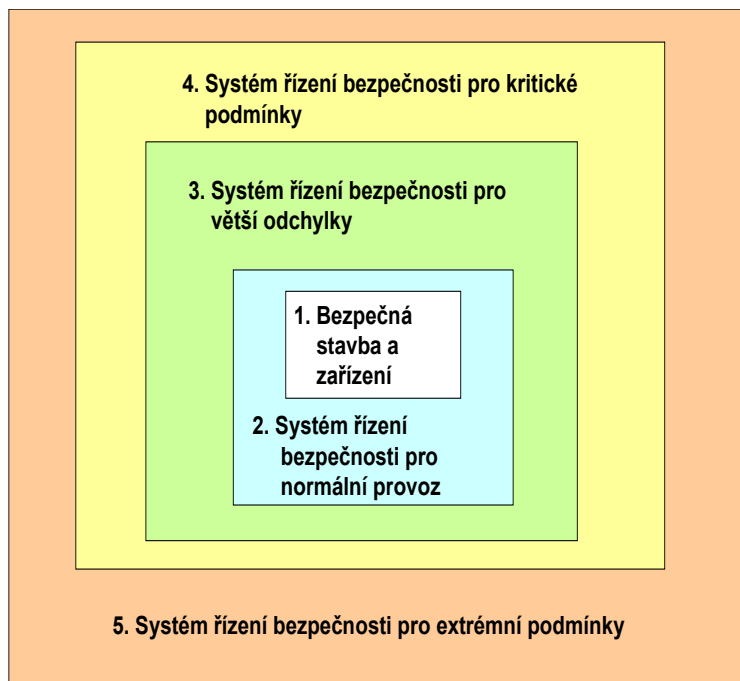 4. Systém řízení bezpečnosti pro kritické
podmínky
3. Systém řízení bezpečnosti pro
větší odchylky
1. Bezpečná
stavba a
zařízení
2. Systém řízení
bezpečnosti pro
normální provoz
5. Systém řízení bezpečnosti pro extrémní podmínky